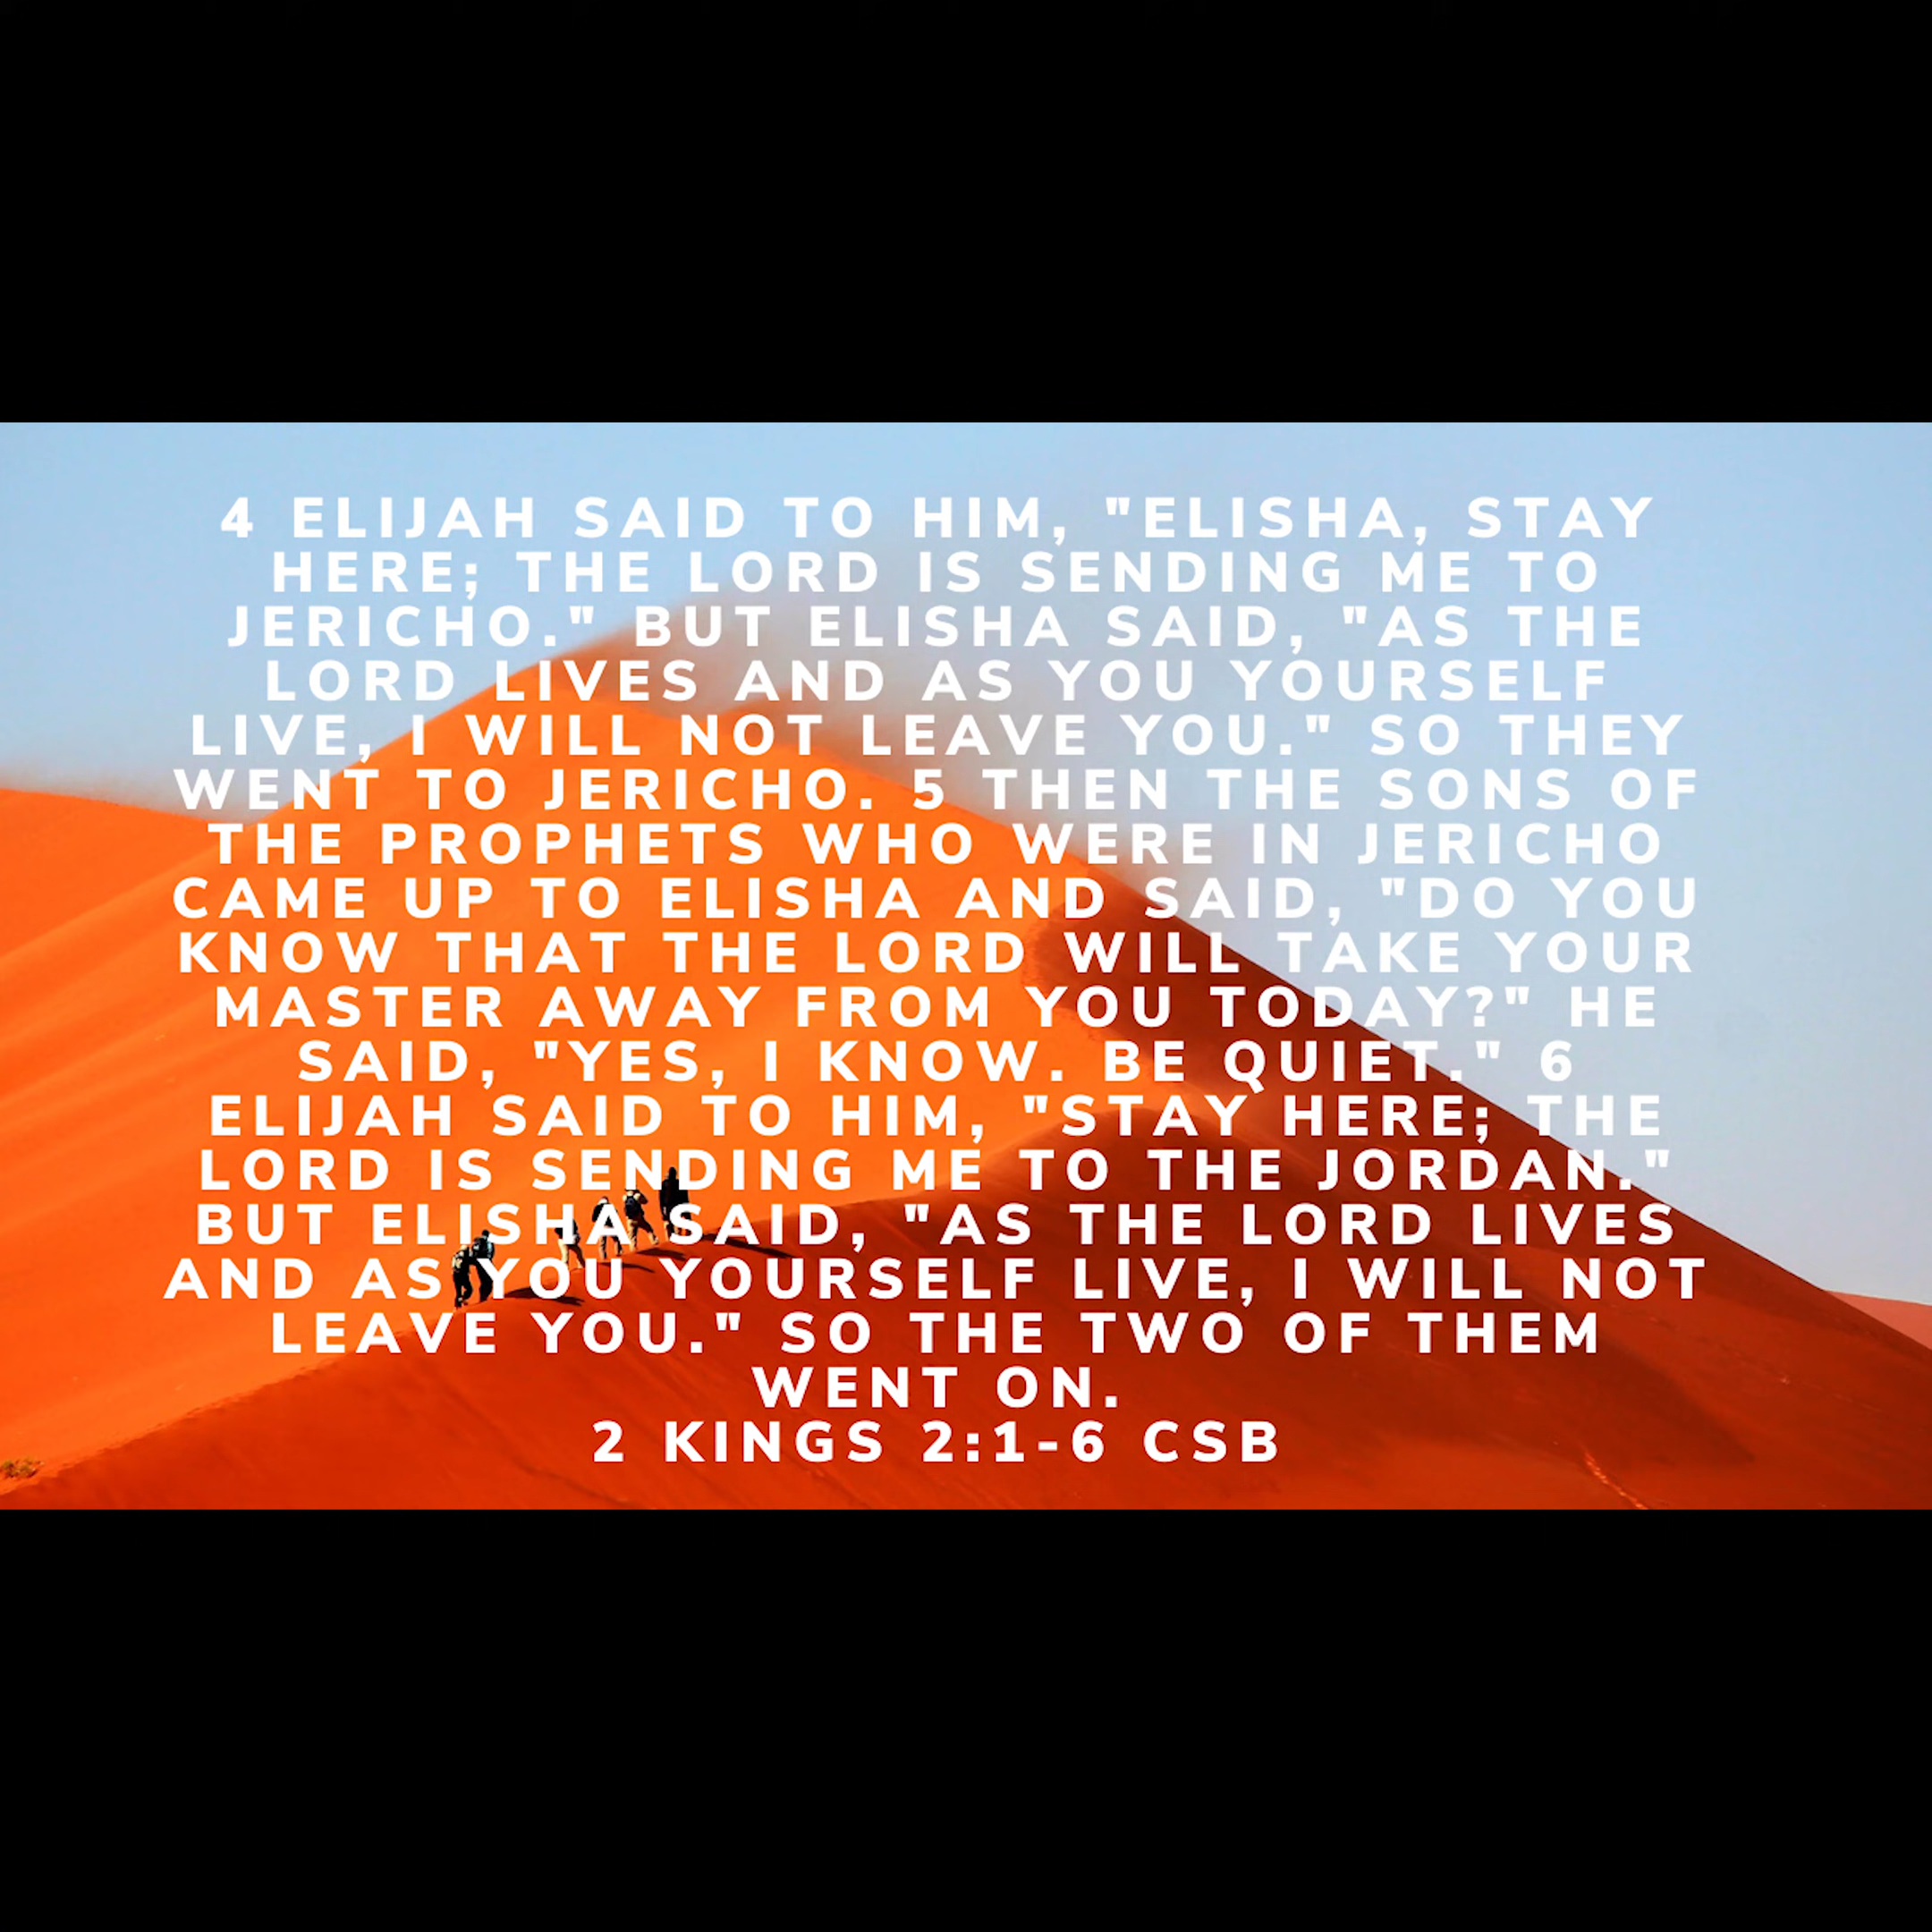 4 ELIJAH SAID TO HIM, "ELISHA, STAY
HERE; THE LORD IS SENDING ME TO
JERICHO." BUT ELISHA SAID, "AS THE
LORD LIVES AND AS YOU YOURSELF
LIVE, I WILL NOT LEAVE YOU." SO THEY
WENT TO JERICHO. 5 THEN THE SONS OF
THE PROPHETS WHO WERE IN JERICHO
CAME UP TO ELISHA AND SAID, "DO YOU
KNOW THAT THE LORD WILL TAKE YOUR
MASTER AWAY FROM YOU TODAY?" HE
SAID, "YES, I KNOW. BE QUIET." 6
ELIJAH SAID TO HIM, "STAY HERE; THE
LORD IS SENDING ME TO THE JORDAN."
BUT ELISHA SAID, "AS THE LORD LIVES
AND AS YOU YOURSELF LIVE, I WILL NOT
LEAVE YOU." SO THE TWO OF THEM
WENT ON.
2 KINGS 2:1-6 CSB